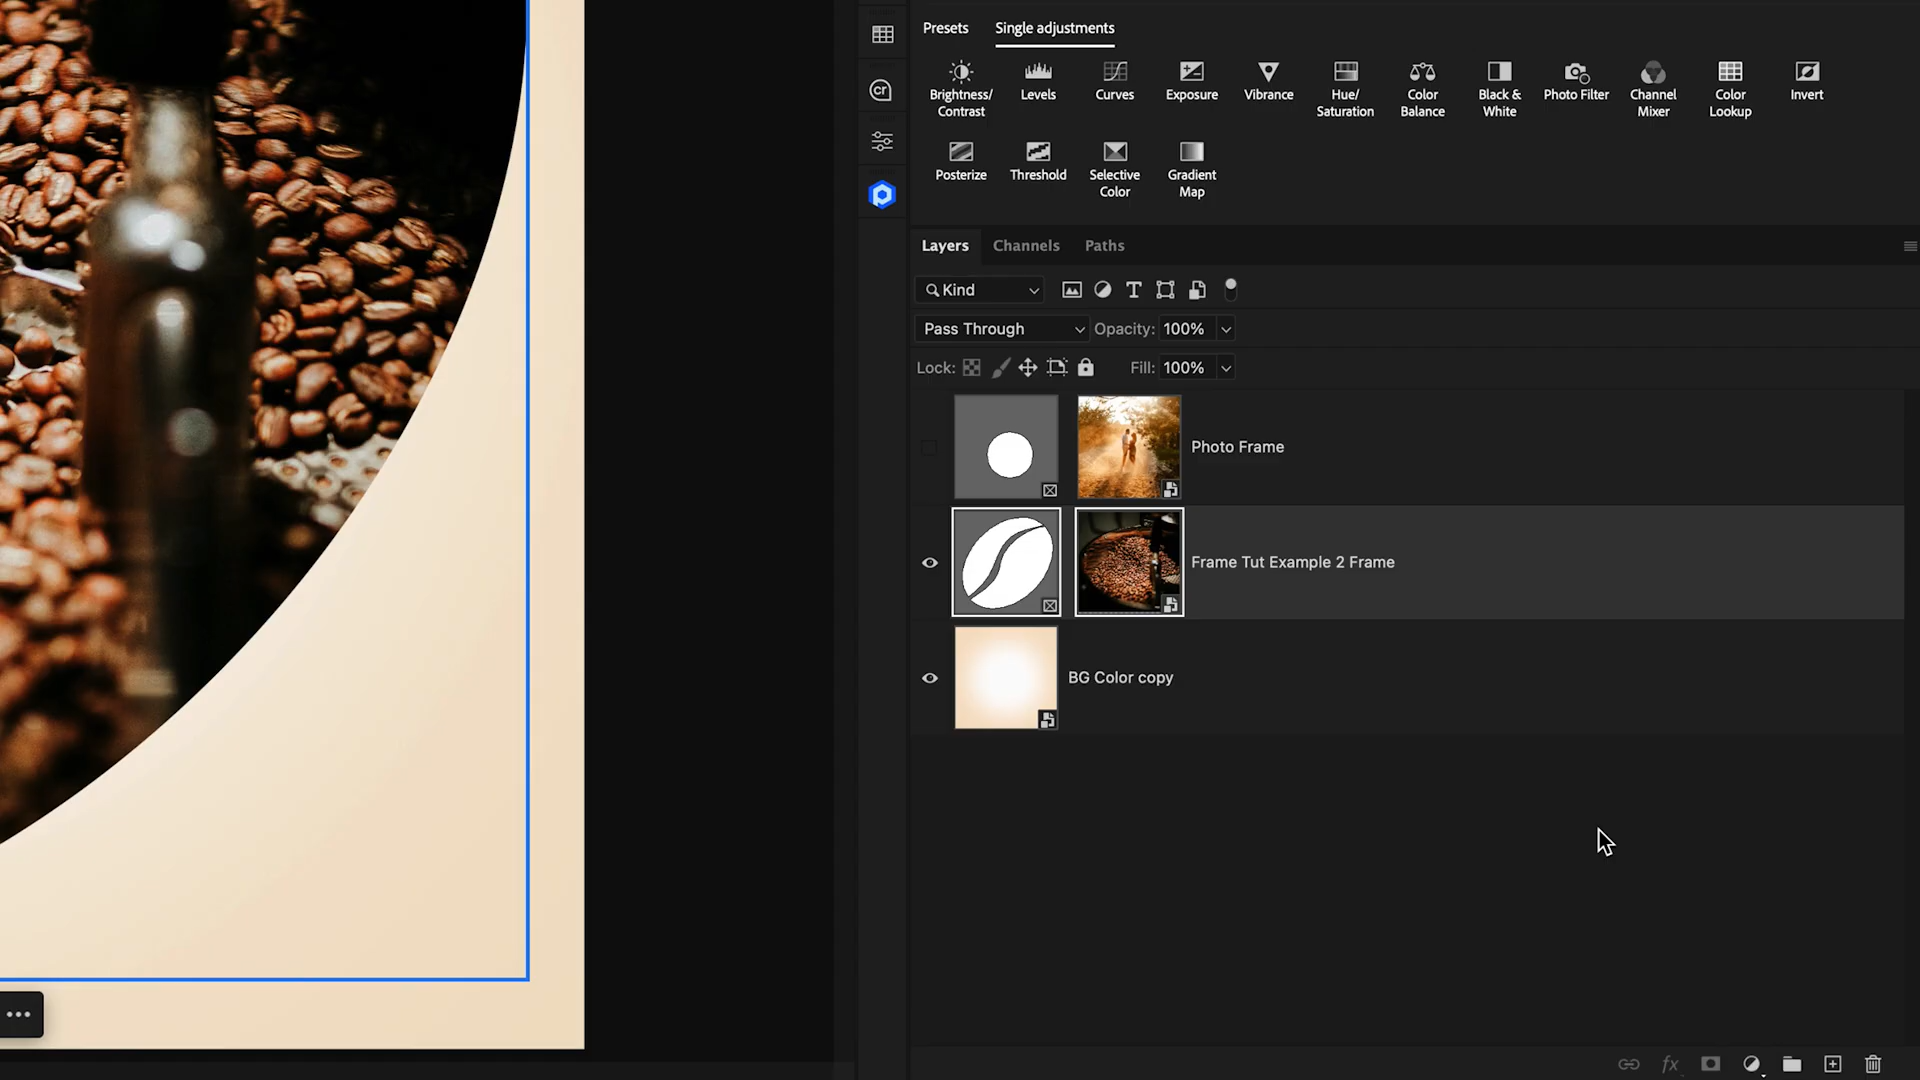 Presets
Single adjustments
Brightness/
Contrast
Levels
Curves
Exposure
Vibrance
Hue/
Saturation
Color
Balance
Black &
White
Photo Filter
Channel
Mixer
Color
Lookup
Invert
Posterize
Threshold
Selective
Color
Gradient
Map
cr
Layers
Channels
Paths
Kind
Pass Through
Opacity: 100%
Lock:
Fill: 100%
Photo Frame
Frame Tut Example 2 Frame
BG Color copy
fx